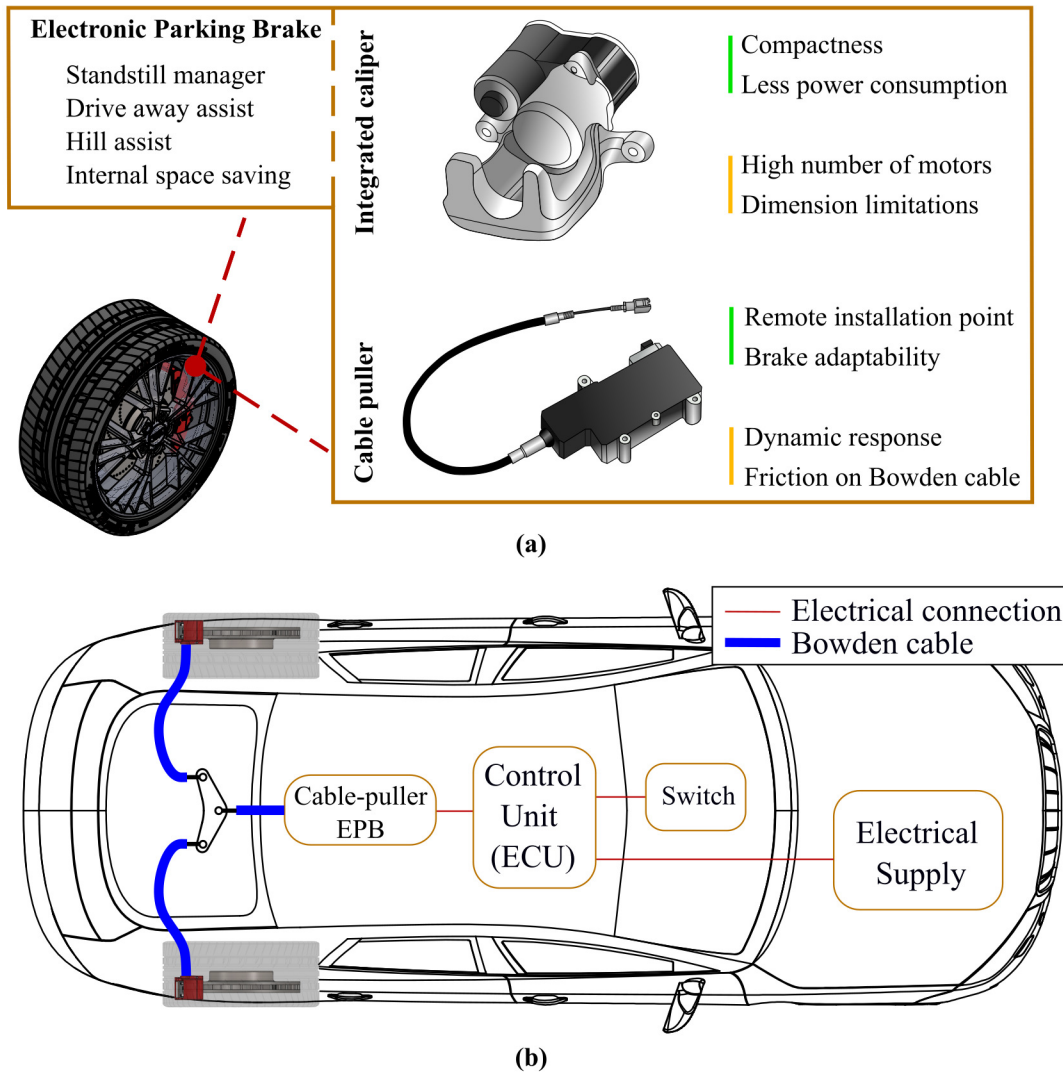 Electronic Parking Brake
Standstill manager
Drive away assist
Hill assist
Internal space saving
Integrated caliper
Compactness
Less power consumption
High number of motors
Dimension limitations
Cable puller
Remote installation point
Brake adaptability
Dynamic response
Friction on Bowden cable
(a)
Electrical connection
Bowden cable
Cable-puller
EPB
Control
Unit
(ECU)
Switch
Electrical
Supply
(b)